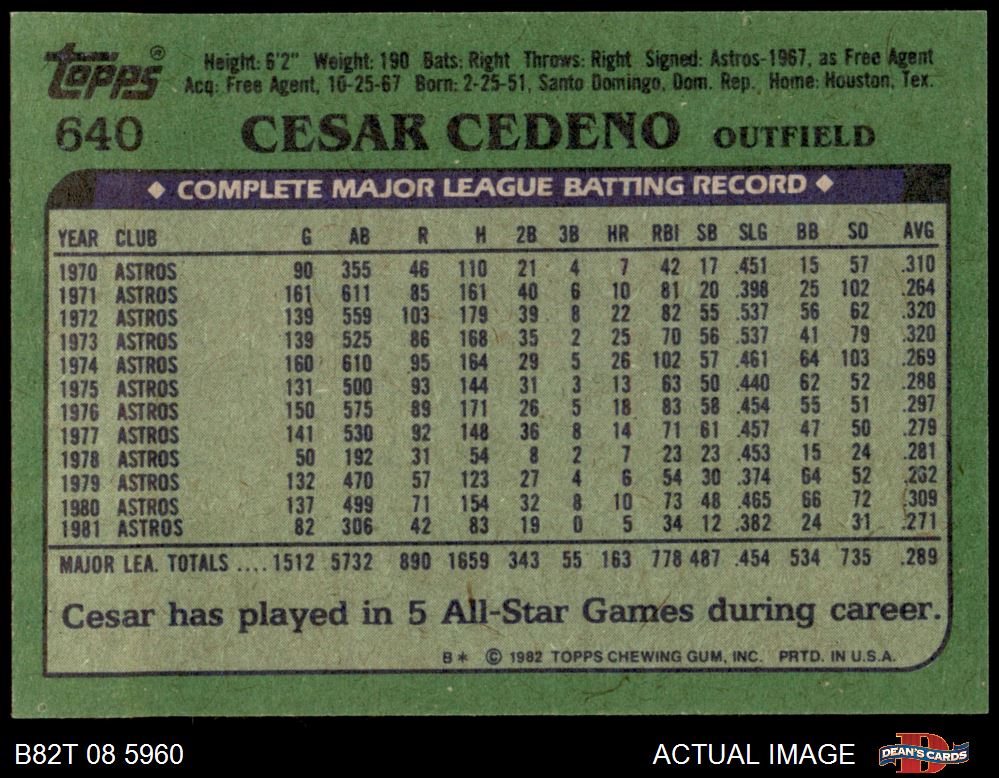 Topps® Height: 6'2" Weight: 190 Bats: Right Throws: Right Signed: Astros-1967, as Free Agent
Acq: Free Agent, 10-25-67 Born: 2-25-51, Santo Domingo, Dom. Rep. Home: Houston, Tex.
640 CESAR CEDENO OUTFIELD
◆ COMPLETE MAJOR LEAGUE BATTING RECORD ◆
YEAR CLUB G AB R H 2B 3B HR RBI SB SLG BB SO AVG
1970 ASTROS 90 355 46 110 21 4 7 42 17 .451 15 57 .310
1971 ASTROS 161 611 85 161 40 6 10 81 20 .398 25 102 .264
1972 ASTROS 139 559 103 179 39 8 22 82 55 .537 56 62 .320
1973 ASTROS 139 525 86 168 35 2 25 70 56 .537 41 79 .320
1974 ASTROS 160 610 95 164 29 5 26 102 57 .461 64 103 .269
1975 ASTROS 131 500 93 144 31 3 13 63 50 .440 62 52 .288
1976 ASTROS 150 575 89 171 26 5 18 83 58 .454 55 51 .297
1977 ASTROS 141 530 92 148 36 8 14 71 61 .457 47 50 .279
1978 ASTROS 50 192 31 54 8 2 7 23 23 .453 15 24 .281
1979 ASTROS 132 470 57 123 27 4 6 54 30 .374 64 52 .262
1980 ASTROS 137 499 71 154 32 8 10 73 48 .465 66 72 .309
1981 ASTROS 82 306 42 83 19 0 5 34 12 .382 24 31 .271
MAJOR LEA. TOTALS .... 1512 5732 890 1659 343 55 163 778 487 .454 534 735 .289
Cesar has played in 5 All-Star Games during career.
B* © 1982 TOPPS CHEWING GUM, INC. PRTD. IN U.S.A.
B82T 08 5960 ACTUAL IMAGE DEAN'S CARDS